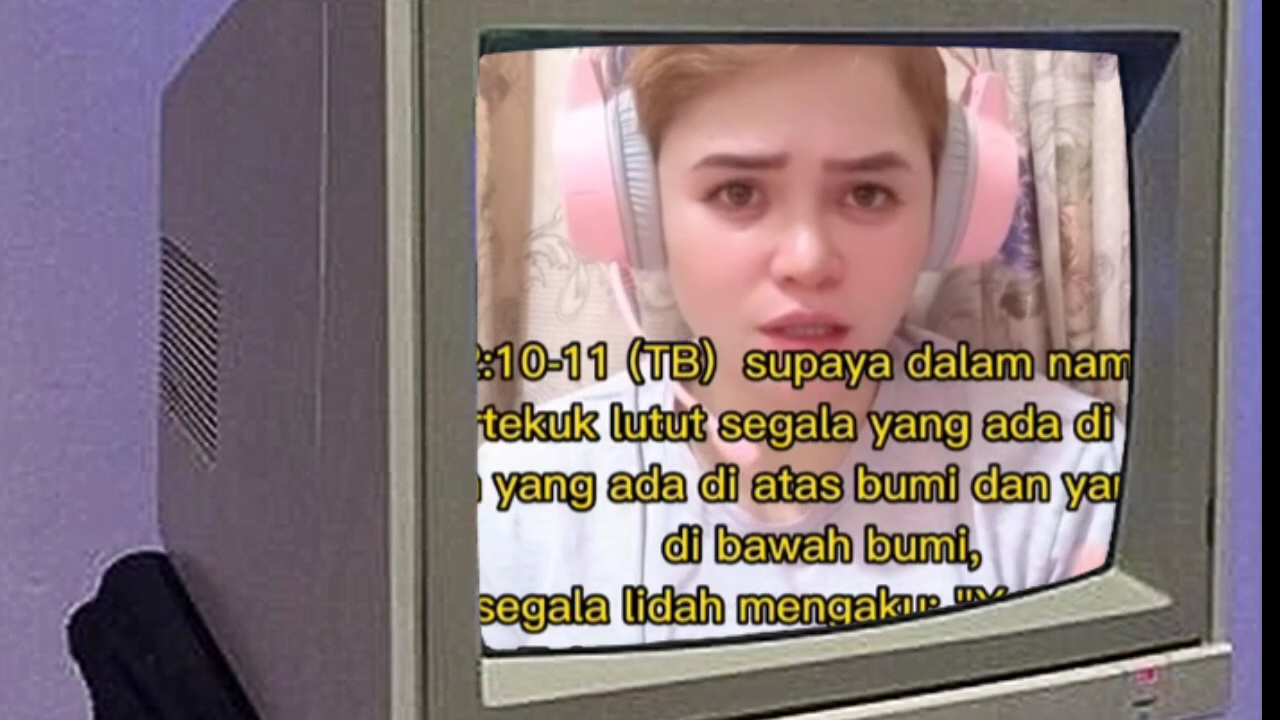 :10-11 (TB) supaya dalam nam
rtekuk lutut segala yang ada di
yang ada di atas bumi dan yan
di bawah bumi,
segala lidah mengaku: "Y